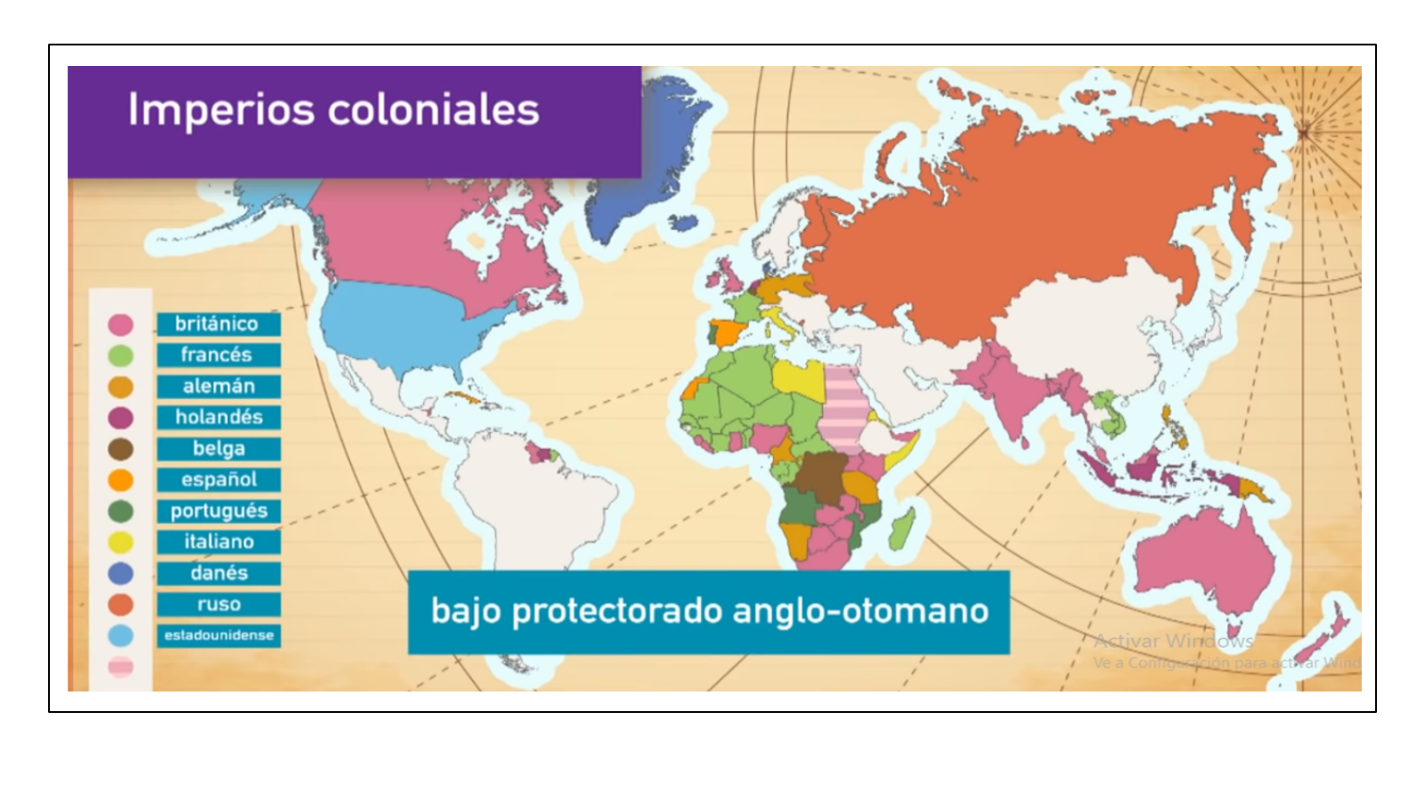 Imperios coloniales
británico
francés
alemán
holandés
belga
español
portugués
italiano
danés
ruso
estadounidense
bajo protectorado anglo-otomano
Activar Windows
Ve a Configuración para activar Wind